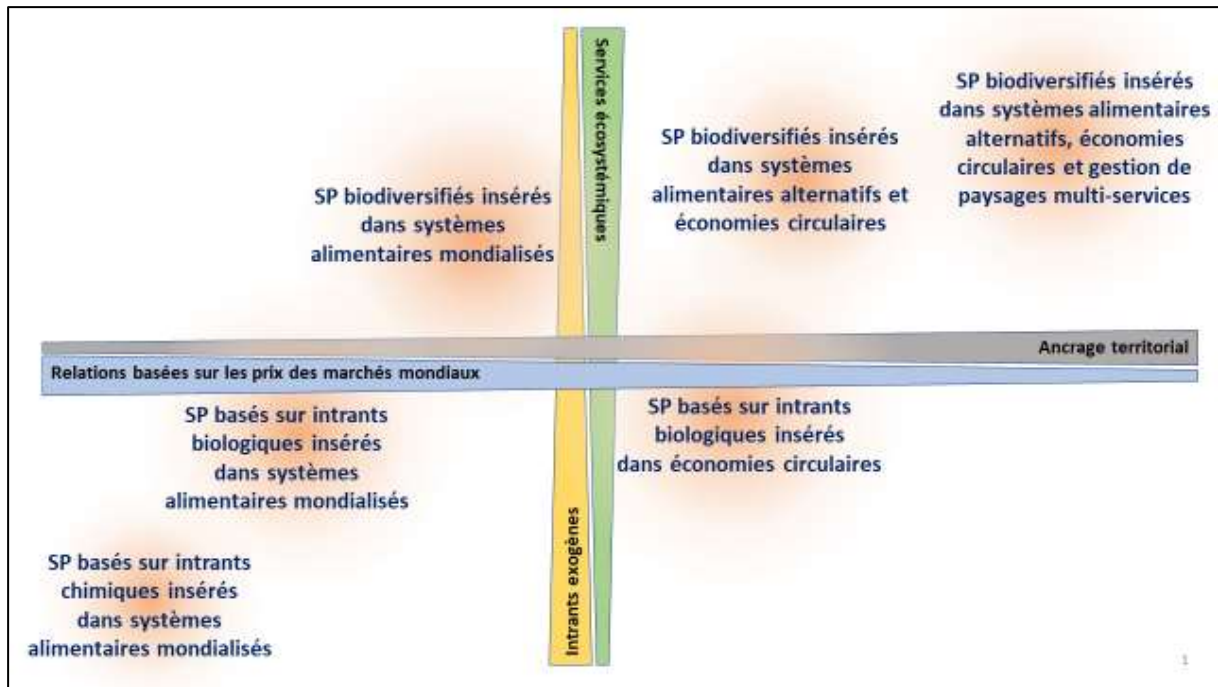 Services écosystémiques
SP biodiversifiés insérés
dans systèmes alimentaires
alternatifs, économies
circulaires et gestion de
paysages multi-services
SP biodiversifiés insérés
dans systèmes
alimentaires alternatifs et
économies circulaires
SP biodiversifiés insérés
dans systèmes
alimentaires mondialisés
Ancrage territorial
Relations basées sur les prix des marchés mondiaux
SP basés sur intrants
biologiques insérés
dans systèmes
alimentaires mondialisés
SP basés sur intrants
biologiques insérés
dans économies circulaires
Intrants exogènes
SP basés sur intrants
chimiques insérés
dans systèmes
alimentaires mondialisés
1